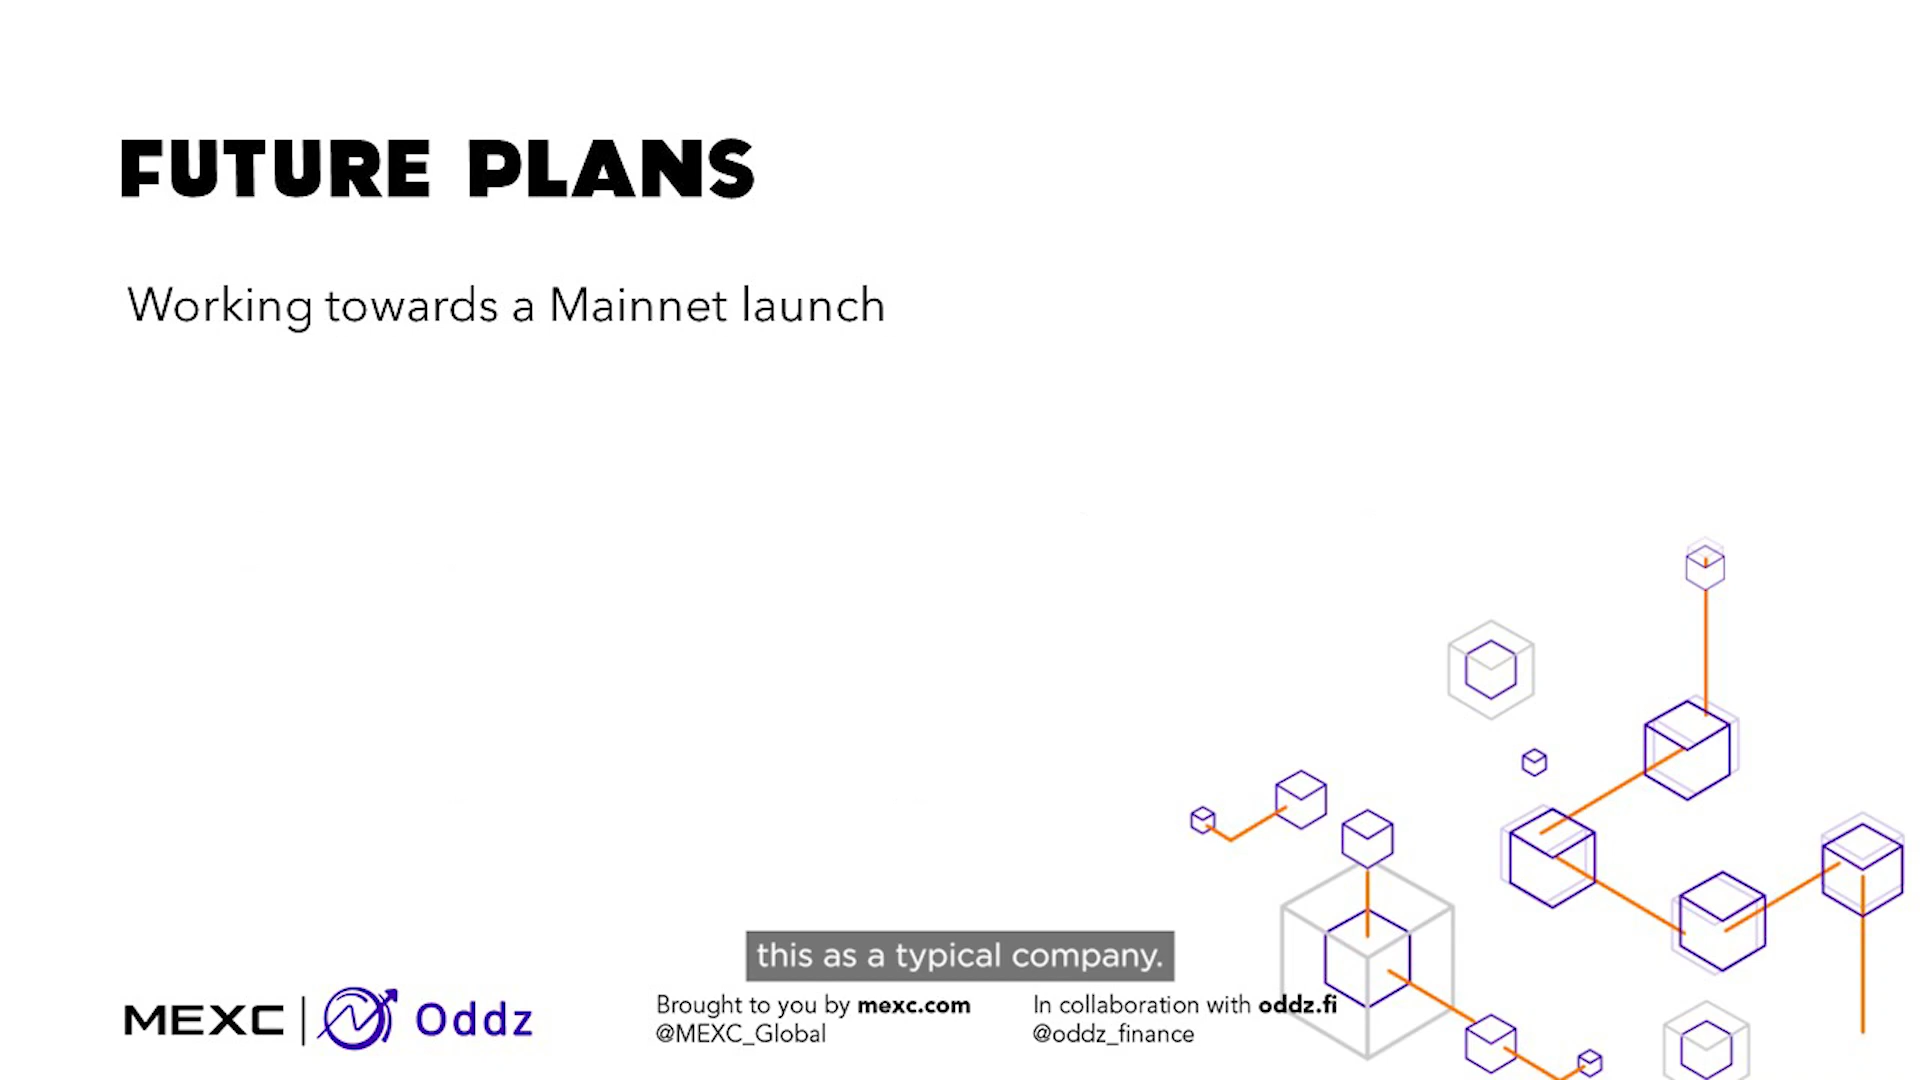 FUTURE PLANS
Working towards a Mainnet launch
this as a typical company.
MEXC | Oddz
Brought to you by mexc.com
@MEXC_Global
In collaboration with oddz.fi
@oddz_finance